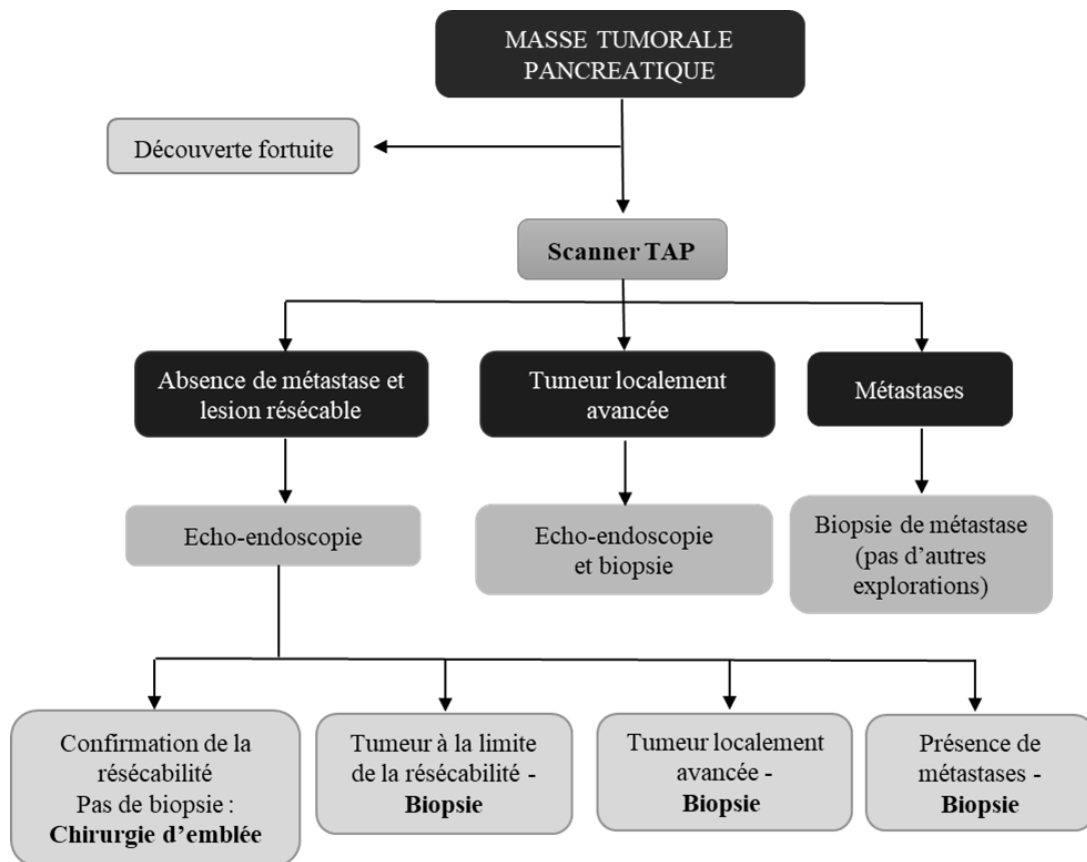 MASSE TUMORALE
PANCREATIQUE
Découverte fortuite
Scanner TAP
Absence de métastase et
lesion résécable
Tumeur localement
avancée
Métastases
Echo-endoscopie
Echo-endoscopie
et biopsie
Biopsie de métastase
(pas d’autres
explorations)
Confirmation de la
résécabilité
Pas de biopsie :
Chirurgie d’emblée
Tumeur à la limite
de la résécabilité -
Biopsie
Tumeur localement
avancée -
Biopsie
Présence de
métastases -
Biopsie